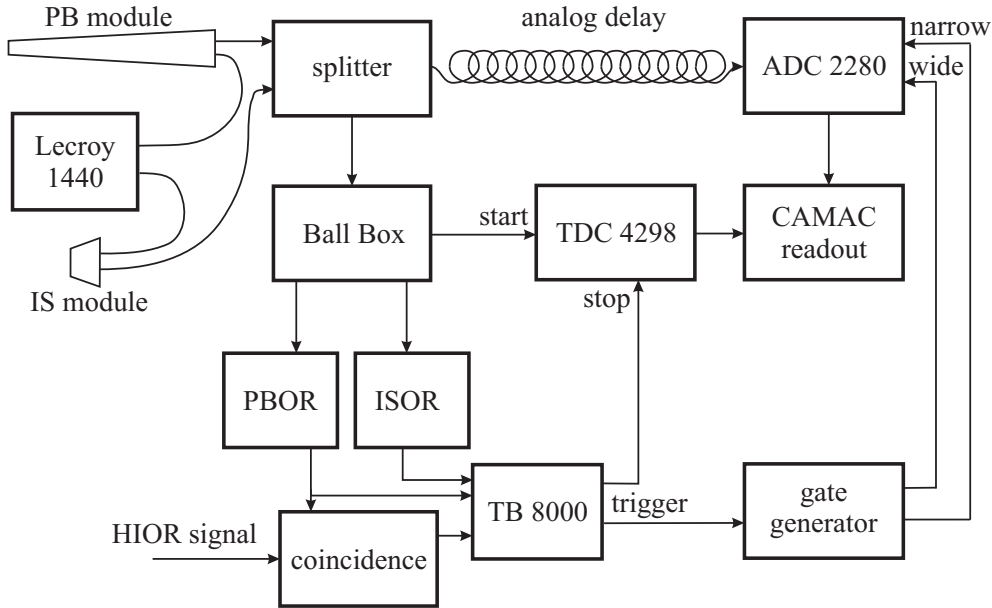 PB module
analog delay
splitter
ADC 2280
narrow
wide
Lecroy
1440
Ball Box
start
TDC 4298
CAMAC
readout
IS module
stop
PBOR
ISOR
TB 8000
trigger
gate
generator
HIOR signal
coincidence